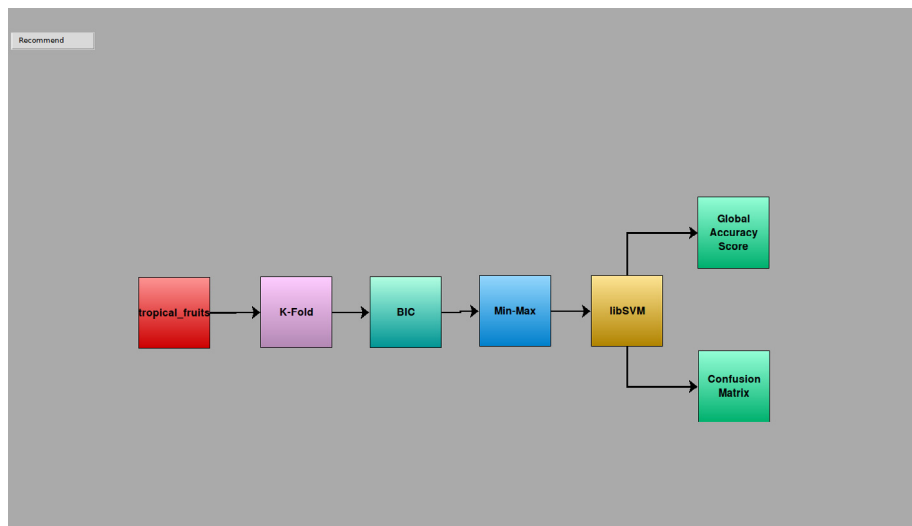 Recommend
Global
Accuracy
Score
tropical_fruits
K-Fold
BIC
Min-Max
libSVM
Confusion
Matrix